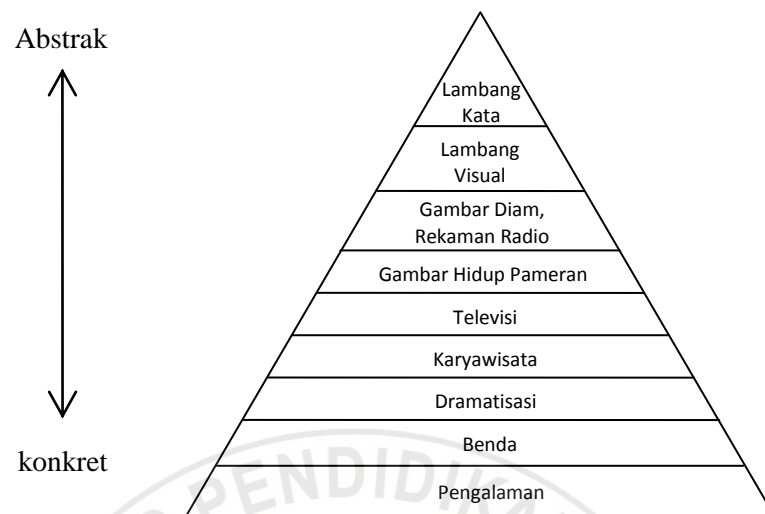 Abstrak
Lambang
Kata
Lambang
Visual
Gambar Diam,
Rekaman Radio
Gambar Hidup Pameran
Televisi
Karyawisata
Dramatisasi
Benda
konkret
Pengalaman